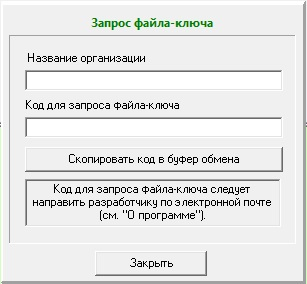 Запрос файла-ключа
Название организации
Код для запроса файла-ключа
Скопировать код в буфер обмена
Код для запроса файла-ключа следует
направить разработчику по электронной почте
(см. "О программе").
Закрыть